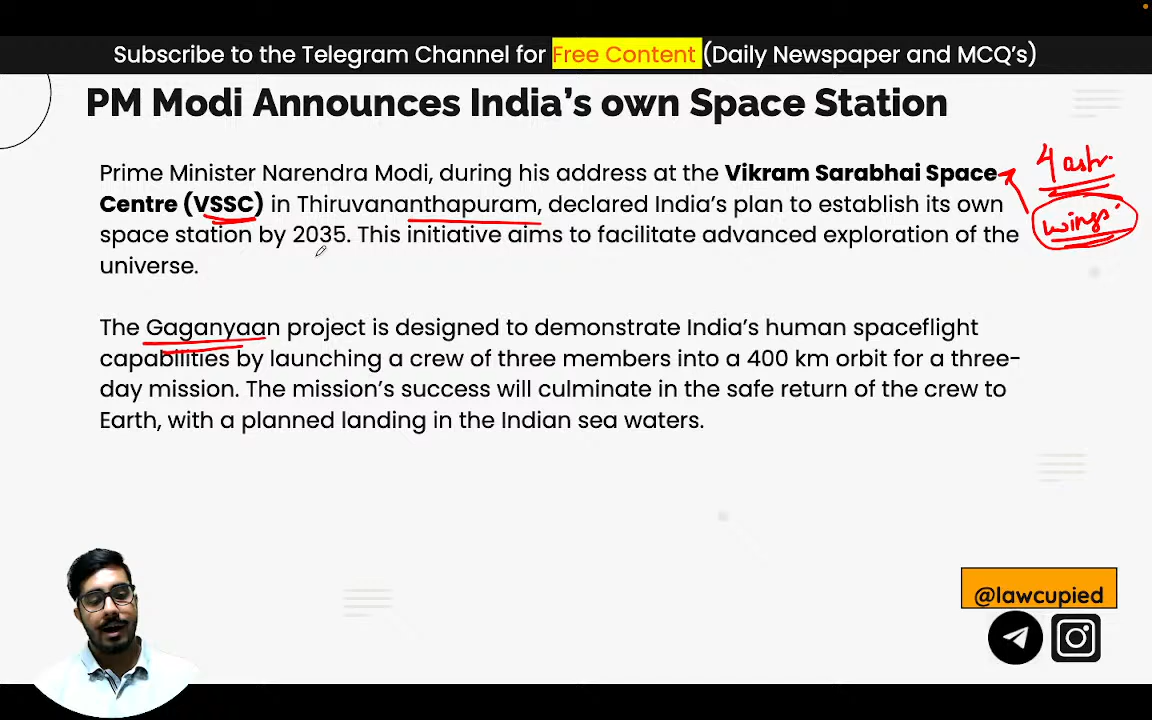 Subscribe to the Telegram Channel for Free Content (Daily Newspaper and MCQ's)
PM Modi Announces India's own Space Station
Prime Minister Narendra Modi, during his address at the Vikram Sarabhai Space
Centre (VSSC) in Thiruvananthapuram, declared India's plan to establish its own
space station by 2035. This initiative aims to facilitate advanced exploration of the
universe.
4 astr.
wings
The Gaganyaan project is designed to demonstrate India's human spaceflight
capabilities by launching a crew of three members into a 400 km orbit for a three-
day mission. The mission's success will culminate in the safe return of the crew to
Earth, with a planned landing in the Indian sea waters.
@lawcupied